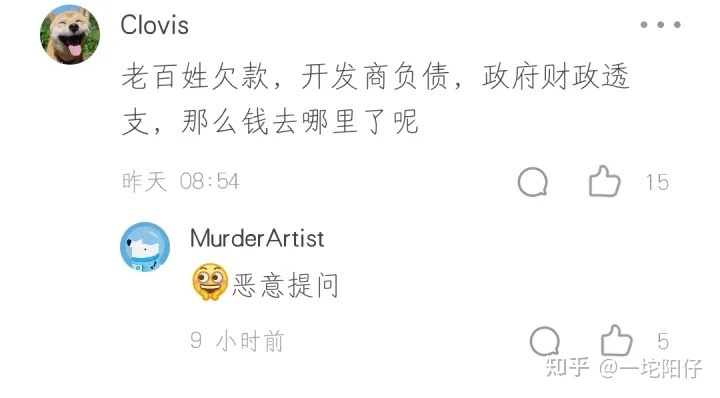 Clovis
老百姓欠款，开发商负债，政府财政透
支，那么钱去哪里了呢
昨天 08:54
15
MurderArtist
恶意提问
9 小时前
5
知乎 @一坨阳仔